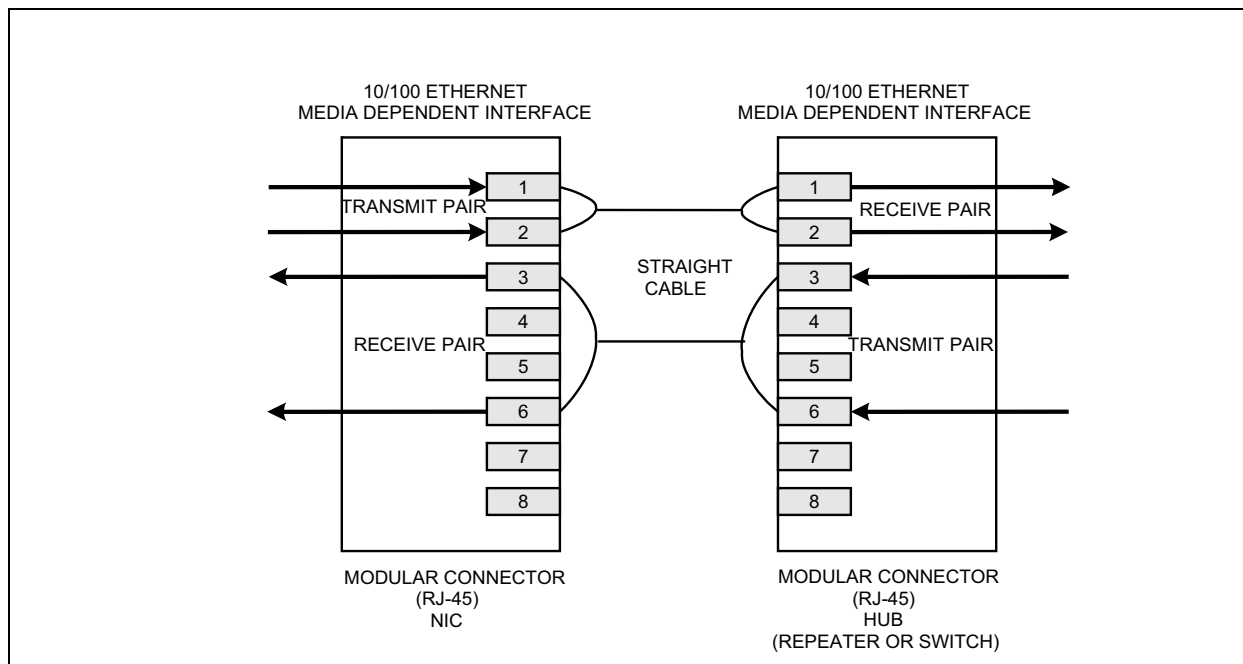 10/100 ETHERNET
MEDIA DEPENDENT INTERFACE
10/100 ETHERNET
MEDIA DEPENDENT INTERFACE
1
TRANSMIT PAIR
2
3
4
RECEIVE PAIR
5
6
7
8
STRAIGHT
CABLE
1
RECEIVE PAIR
2
3
4
TRANSMIT PAIR
5
6
7
8
MODULAR CONNECTOR
(RJ-45)
NIC
MODULAR CONNECTOR
(RJ-45)
HUB
(REPEATER OR SWITCH)